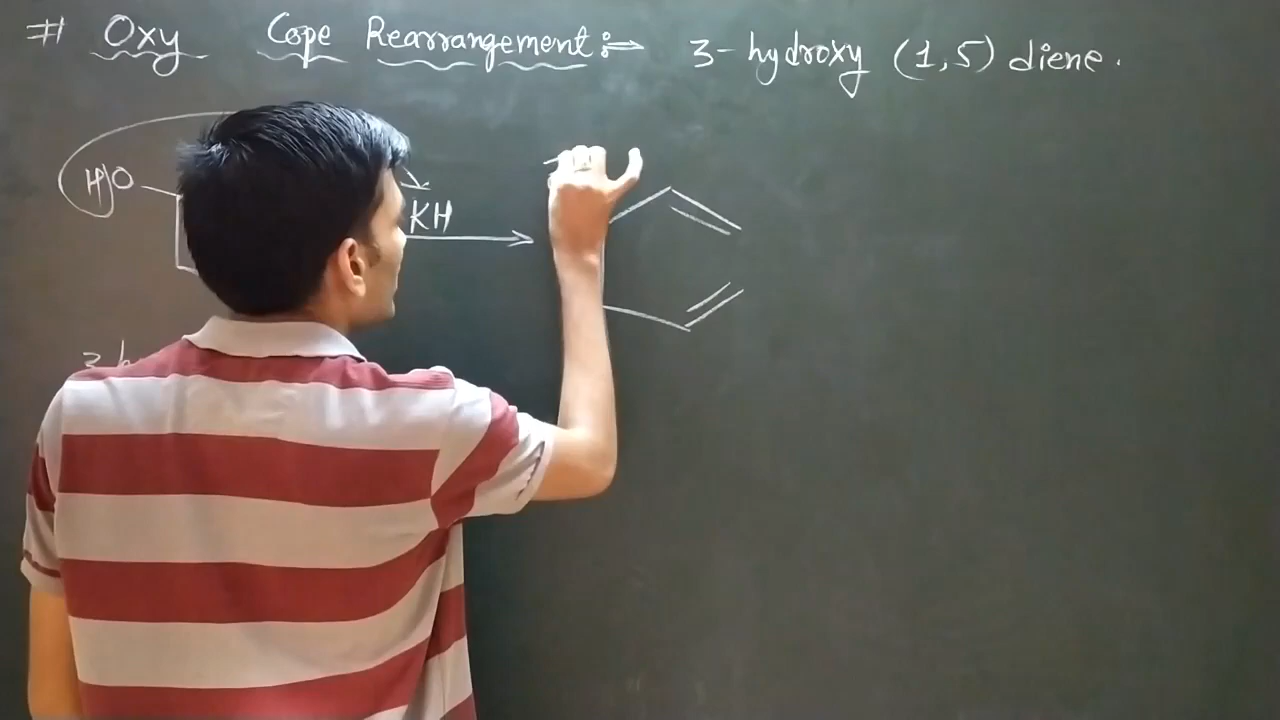 # Oxy Cope Rearrangement :⇒ 3-hydroxy (1,5) diene.
HO
KH